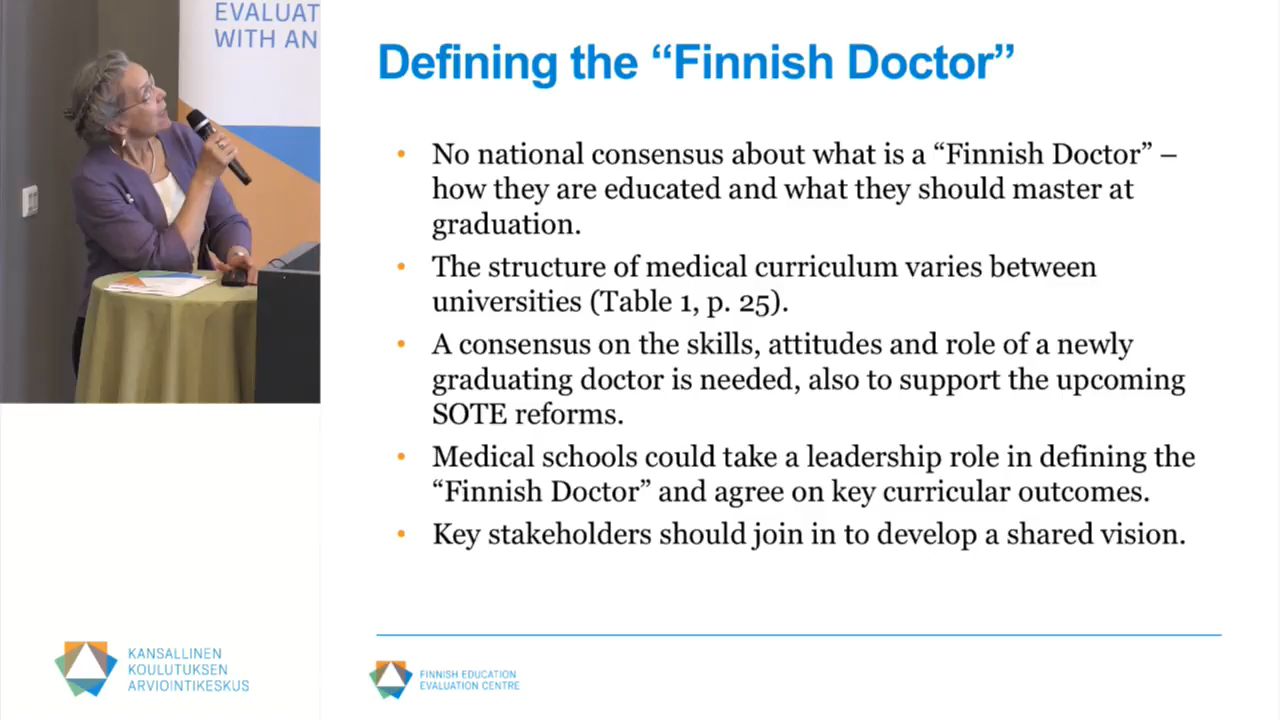 EVALUAT
WITH AN
Defining the “Finnish Doctor”
• No national consensus about what is a “Finnish Doctor” –
how they are educated and what they should master at
graduation.
• The structure of medical curriculum varies between
universities (Table 1, p. 25).
• A consensus on the skills, attitudes and role of a newly
graduating doctor is needed, also to support the upcoming
SOTE reforms.
• Medical schools could take a leadership role in defining the
“Finnish Doctor” and agree on key curricular outcomes.
• Key stakeholders should join in to develop a shared vision.
KANSALLINEN
KOULUTUKSEN
ARVIOINTIKESKUS
FINNISH EDUCATION
EVALUATION CENTRE